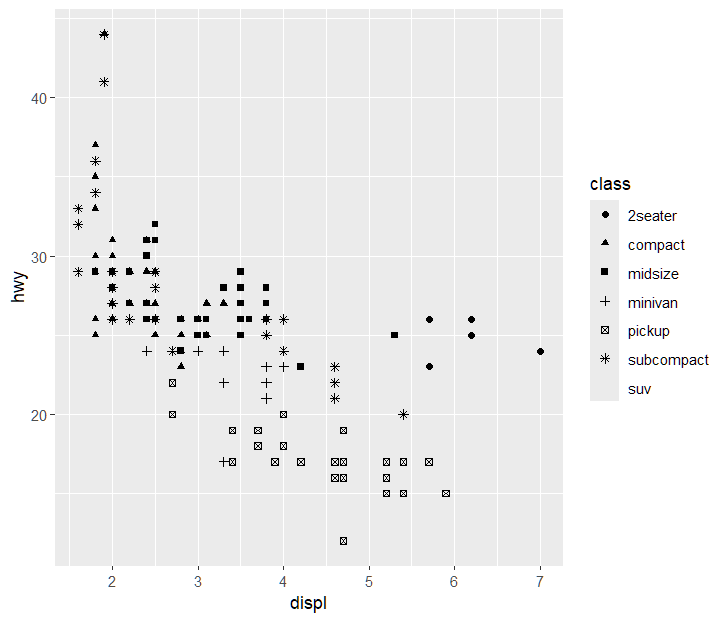 40
30
20
hwy
2 3 4 5 6 7
displ
class
2seater
compact
midsize
minivan
pickup
subcompact
suv